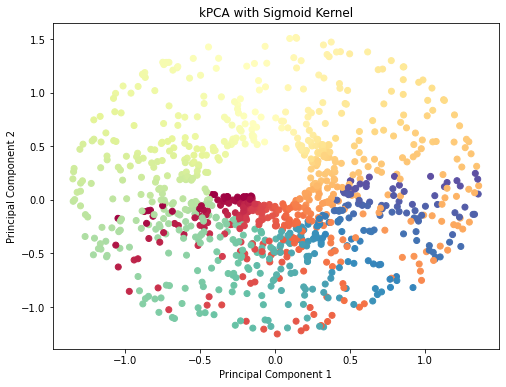 kPCA with Sigmoid Kernel
1.5
1.0
0.5
0.0
−0.5
−1.0
Principal Component 2
−1.0 −0.5 0.0 0.5 1.0
Principal Component 1